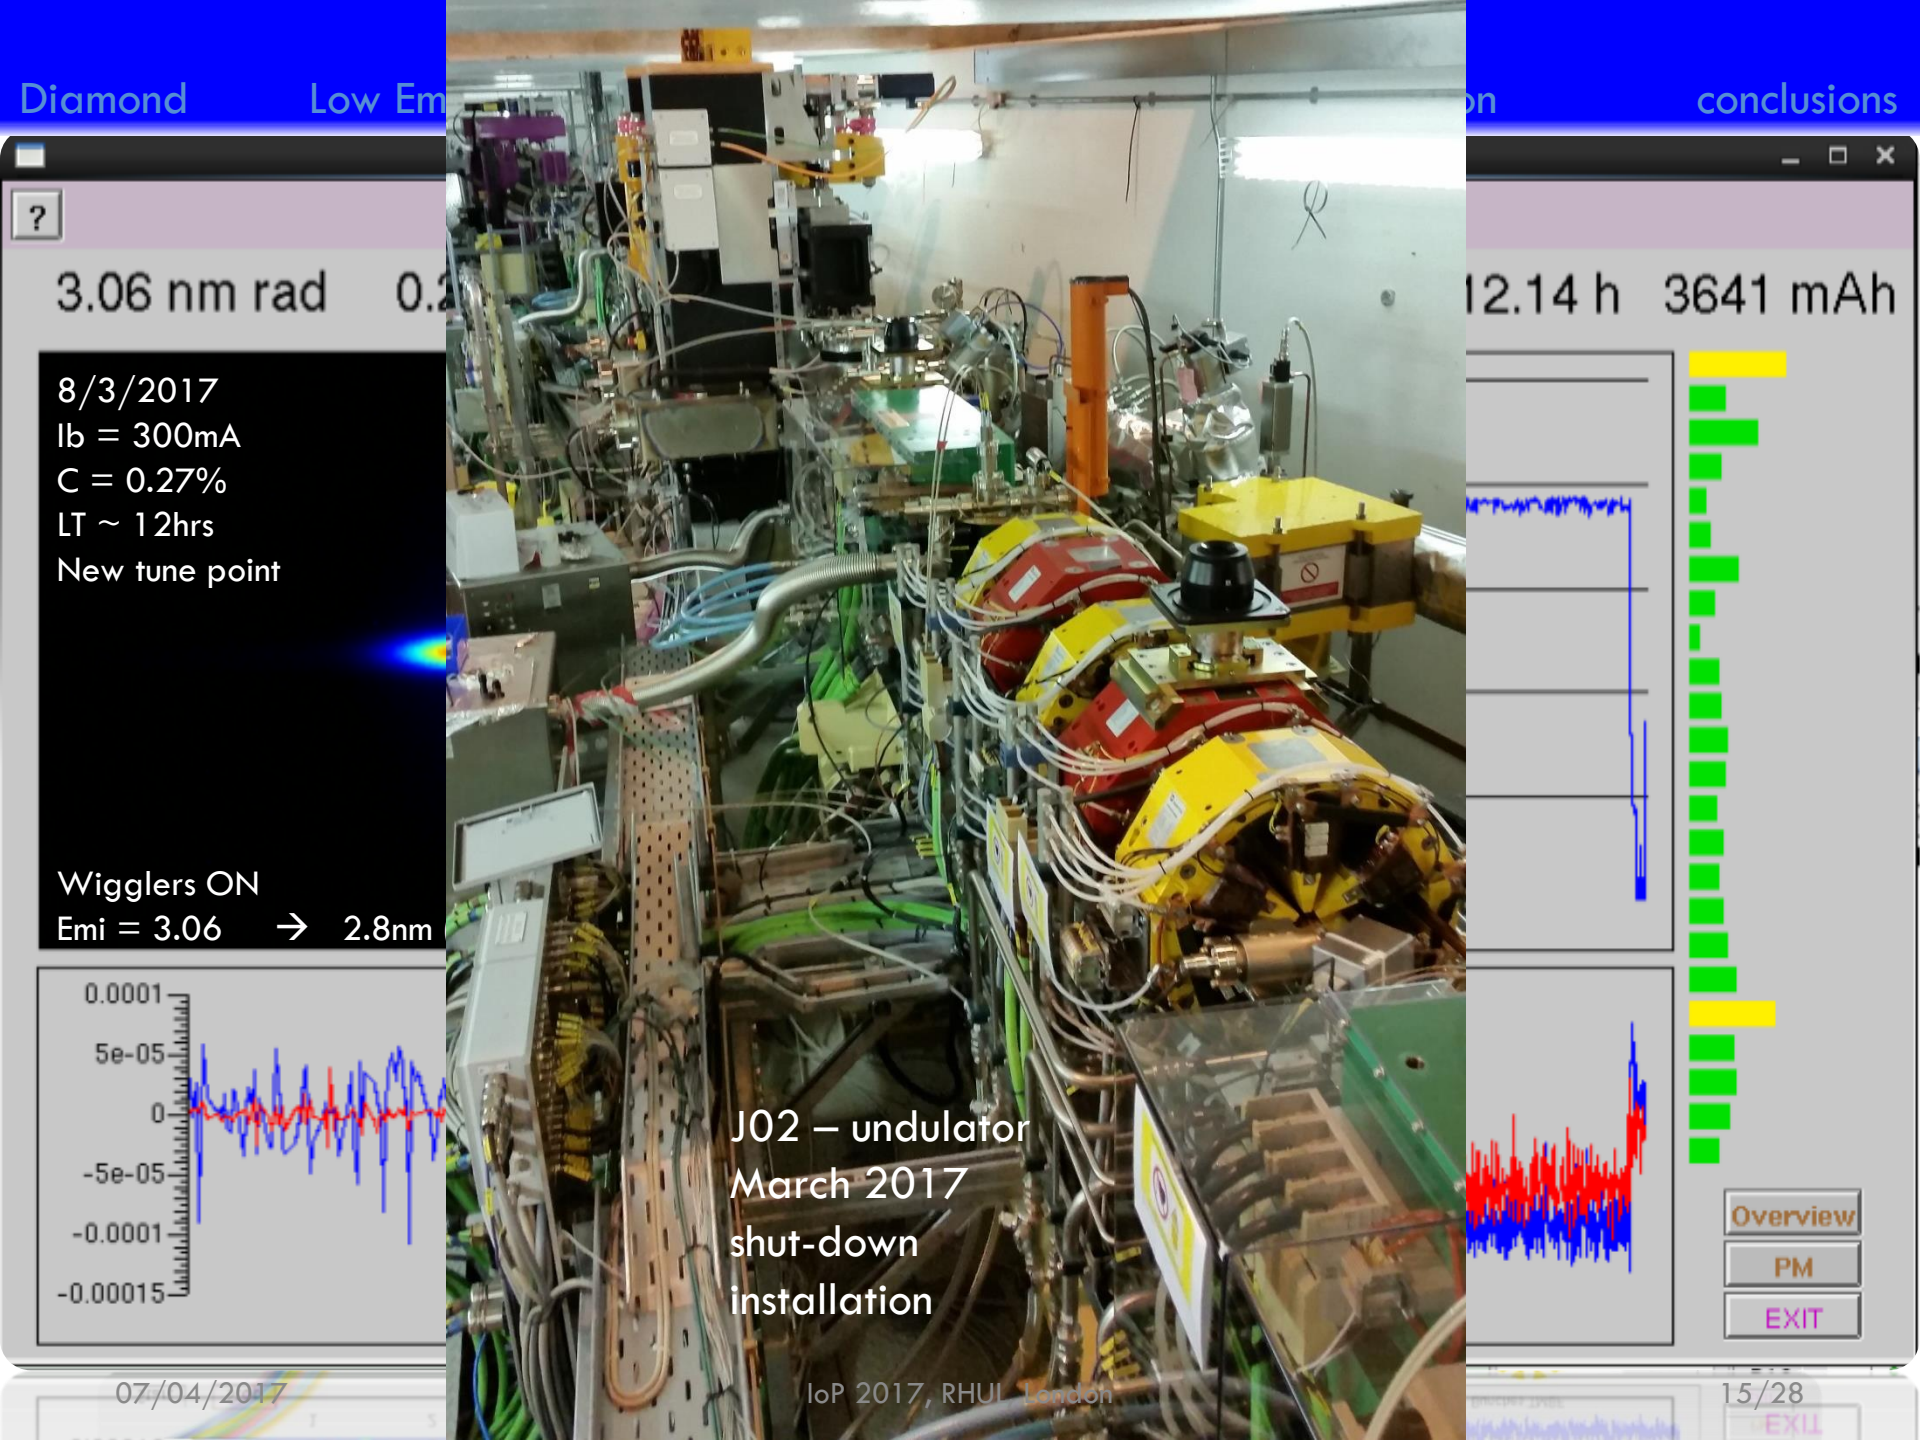 Diamond Low Em on conclusions
?
3.06 nm rad 0.2 12.14 h 3641 mAh
8/3/2017
Ib = 300mA
C = 0.27%
LT ~ 12hrs
New tune point
Wigglers ON
Emi = 3.06 → 2.8nm
0.0001
5e-05
0
-5e-05
-0.0001
-0.00015
J02 – undulator
March 2017
shut-down
installation
Overview
PM
EXIT
07/04/2017 IoP 2017, RHUL, London 15/28